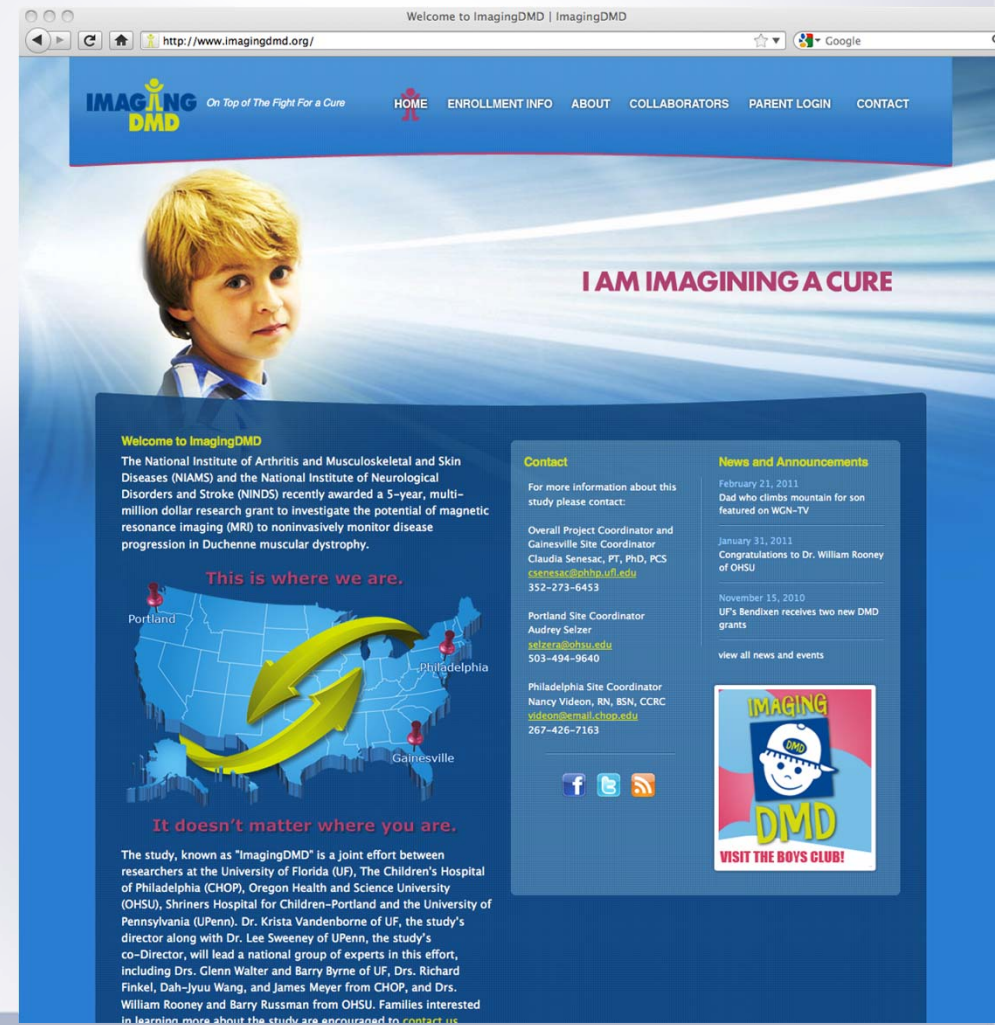 Welcome to ImagingDMD | ImagingDMD
http://www.imagingdmd.org/
Google
IMAGING
DMD
On Top of The Fight For a Cure
HOME
ENROLLMENT INFO
ABOUT
COLLABORATORS
PARENT LOGIN
CONTACT
I AM IMAGINING A CURE
Welcome to ImagingDMD
The National Institute of Arthritis and Musculoskeletal and Skin
Diseases (NIAMS) and the National Institute of Neurological
Disorders and Stroke (NINDS) recently awarded a 5-year, multi-
million dollar research grant to investigate the potential of magnetic
resonance imaging (MRI) to noninvasively monitor disease
progression in Duchenne muscular dystrophy.
This is where we are.
Portland
Philadelphia
Gainesville
It doesn't matter where you are.
The study, known as "ImagingDMD" is a joint effort between
researchers at the University of Florida (UF), The Children's Hospital
of Philadelphia (CHOP), Oregon Health and Science University
(OHSU), Shriners Hospital for Children-Portland and the University of
Pennsylvania (UPenn). Dr. Krista Vandenborne of UF, the study's
director along with Dr. Lee Sweeney of UPenn, the study's
co-Director, will lead a national group of experts in this effort,
including Drs. Glenn Walter and Barry Byrne of UF, Drs. Richard
Finkel, Dah-Jyuu Wang, and James Meyer from CHOP, and Drs.
William Rooney and Barry Russman from OHSU. Families interested
in learning more about the study are encouraged to contact us
Contact
For more information about this
study please contact:
Overall Project Coordinator and
Gainesville Site Coordinator
Claudia Senesac, PT, PhD, PCS
csenesac@phhp.ufl.edu
352-273-6453
Portland Site Coordinator
Audrey Selzer
selzera@ohsu.edu
503-494-9640
Philadelphia Site Coordinator
Nancy Videon, RN, BSN, CCRC
videon@email.chop.edu
267-426-7163
News and Announcements
February 21, 2011
Dad who climbs mountain for son
featured on WGN-TV
January 31, 2011
Congratulations to Dr. William Rooney
of OHSU
November 15, 2010
UF's Bendixen receives two new DMD
grants
view all news and events
IMAGING
DMD
DMD
VISIT THE BOYS CLUB!